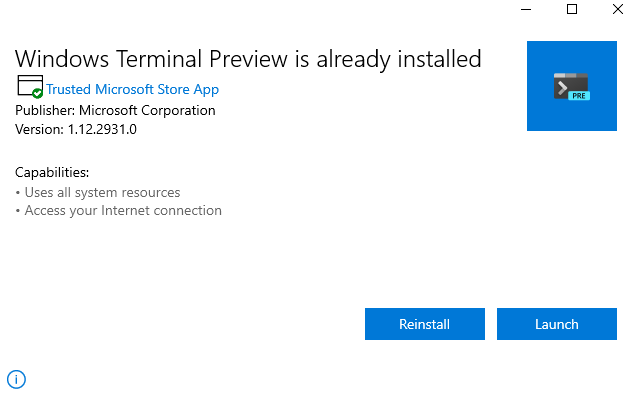 Windows Terminal Preview is already installed
Trusted Microsoft Store App
Publisher: Microsoft Corporation
Version: 1.12.2931.0
PRE
Capabilities:
• Uses all system resources
• Access your Internet connection
Reinstall
Launch